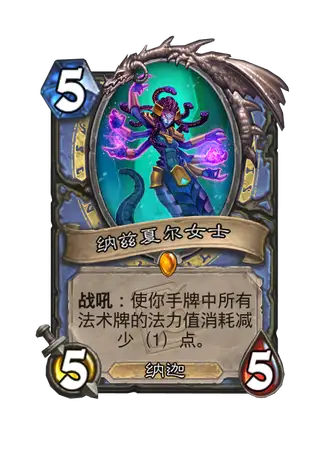 5
纳兹夏尔女士
战吼：使你手牌中所有
法术牌的法力值消耗减
少（1）点。
5
纳迦
5